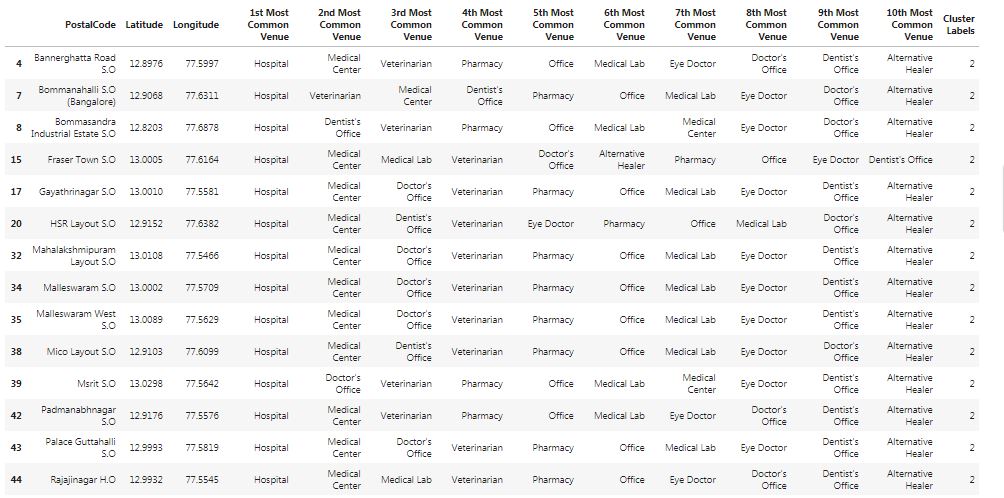 PostalCode Latitude Longitude 1st Most Common Venue 2nd Most Common Venue 3rd Most Common Venue 4th Most Common Venue 5th Most Common Venue 6th Most Common Venue 7th Most Common Venue 8th Most Common Venue 9th Most Common Venue 10th Most Common Venue Cluster Labels
4 Bannerghatta Road S.O 12.8976 77.5997 Hospital Medical Center Veterinarian Pharmacy Office Medical Lab Eye Doctor Doctor's Office Dentist's Office Alternative Healer 2
7 Bommanahalli S.O (Bangalore) 12.9068 77.6311 Hospital Veterinarian Medical Center Dentist's Office Pharmacy Office Medical Lab Eye Doctor Doctor's Office Alternative Healer 2
8 Bommasandra Industrial Estate S.O 12.8203 77.6878 Hospital Dentist's Office Veterinarian Pharmacy Office Medical Lab Medical Center Eye Doctor Doctor's Office Alternative Healer 2
15 Fraser Town S.O 13.0005 77.6164 Hospital Medical Center Medical Lab Veterinarian Doctor's Office Alternative Healer Pharmacy Office Eye Doctor Dentist's Office 2
17 Gayathrinagar S.O 13.0010 77.5581 Hospital Medical Center Doctor's Office Veterinarian Pharmacy Office Medical Lab Eye Doctor Dentist's Office Alternative Healer 2
20 HSR Layout S.O 12.9152 77.6382 Hospital Medical Center Dentist's Office Veterinarian Eye Doctor Pharmacy Office Medical Lab Doctor's Office Alternative Healer 2
32 Mahalakshmipuram Layout S.O 13.0108 77.5466 Hospital Medical Center Doctor's Office Veterinarian Pharmacy Office Medical Lab Eye Doctor Dentist's Office Alternative Healer 2
34 Malleswaram S.O 13.0002 77.5709 Hospital Medical Center Doctor's Office Veterinarian Pharmacy Office Medical Lab Eye Doctor Dentist's Office Alternative Healer 2
35 Malleswaram West S.O 13.0089 77.5629 Hospital Medical Center Doctor's Office Veterinarian Pharmacy Office Medical Lab Eye Doctor Dentist's Office Alternative Healer 2
38 Mico Layout S.O 12.9103 77.6099 Hospital Medical Center Dentist's Office Veterinarian Pharmacy Office Medical Lab Eye Doctor Doctor's Office Alternative Healer 2
39 Msrit S.O 13.0298 77.5642 Hospital Doctor's Office Veterinarian Pharmacy Office Medical Lab Medical Center Eye Doctor Dentist's Office Alternative Healer 2
42 Padmanabhnagar S.O 12.9176 77.5576 Hospital Medical Center Veterinarian Pharmacy Office Medical Lab Eye Doctor Doctor's Office Dentist's Office Alternative Healer 2
43 Palace Guttahalli S.O 12.9993 77.5819 Hospital Medical Center Doctor's Office Veterinarian Pharmacy Office Medical Lab Eye Doctor Dentist's Office Alternative Healer 2
44 Rajajinagar H.O 12.9932 77.5545 Hospital Medical Center Medical Lab Veterinarian Pharmacy Office Eye Doctor Doctor's Office Dentist's Office Alternative Healer 2